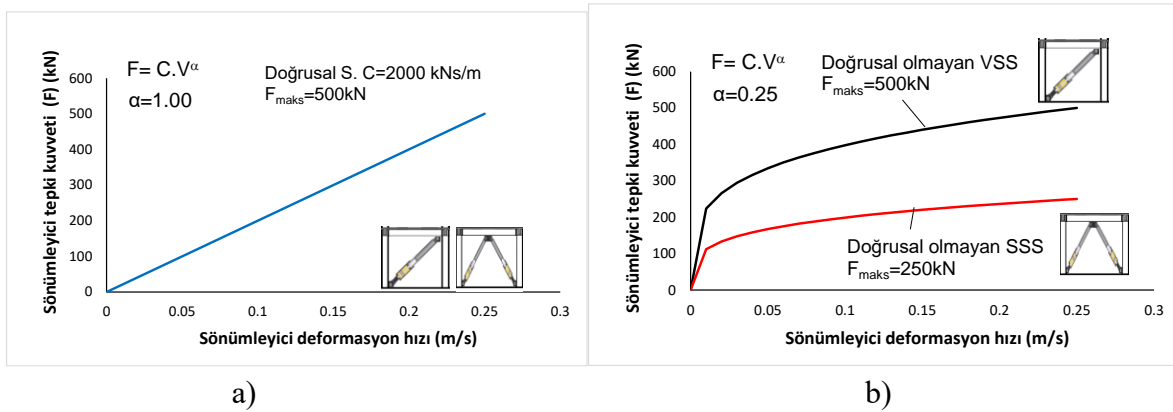 Sönümleyici tepki kuvveti (F) (kN)
600
500
400
300
200
100
0
F= C.Vᵅ
α=1.00
Doğrusal S. C=2000 kNs/m
Fmaks=500kN
0 0.05 0.1 0.15 0.2 0.25 0.3
Sönümleyici deformasyon hızı (m/s)
a)
Sönümleyici tepki kuvveti (F) (kN)
600
500
400
300
200
100
0
F= C.Vᵅ
α=0.25
Doğrusal olmayan VSS
Fmaks=500kN
Doğrusal olmayan SSS
Fmaks=250kN
0 0.05 0.1 0.15 0.2 0.25 0.3
Sönümleyici deformasyon hızı (m/s)
b)